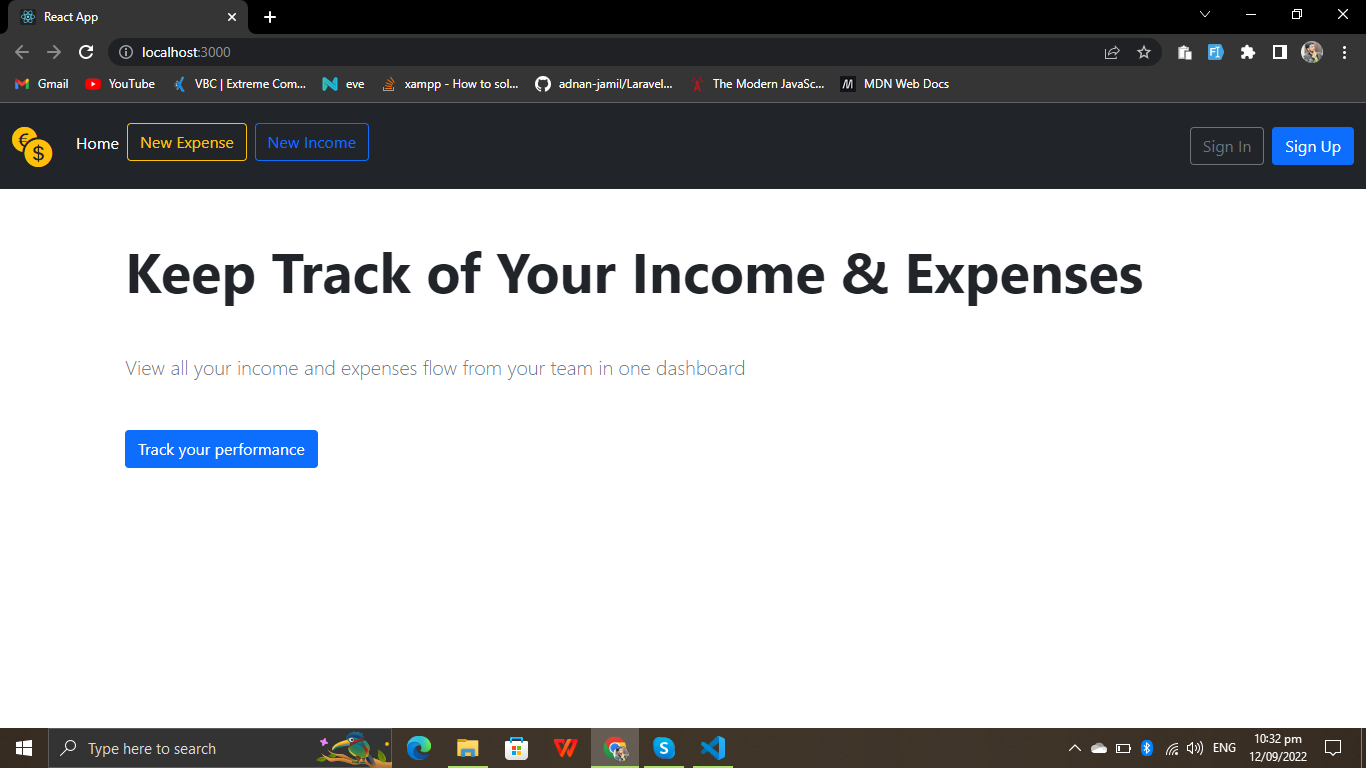 React App
localhost:3000
Gmail YouTube VBC | Extreme Com... eve xampp - How to sol... adnan-jamil/Laravel... The Modern JavaSc... MDN Web Docs
€ $ Home New Expense New Income Sign In Sign Up
Keep Track of Your Income & Expenses
View all your income and expenses flow from your team in one dashboard
Track your performance
Type here to search
ENG
10:32 pm
12/09/2022